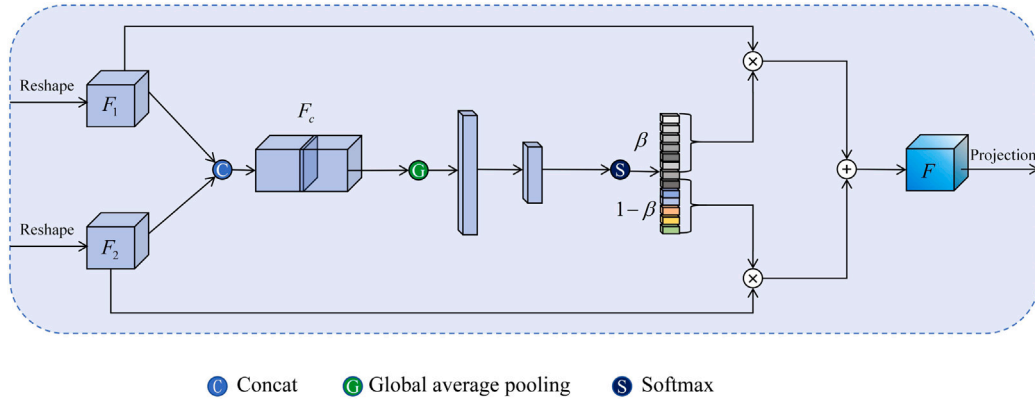 Reshape
F₁
F_c
C
G
S
β
1−β
×
+
F
Projection
Reshape
F₂
×
C Concat
G Global average pooling
S Softmax